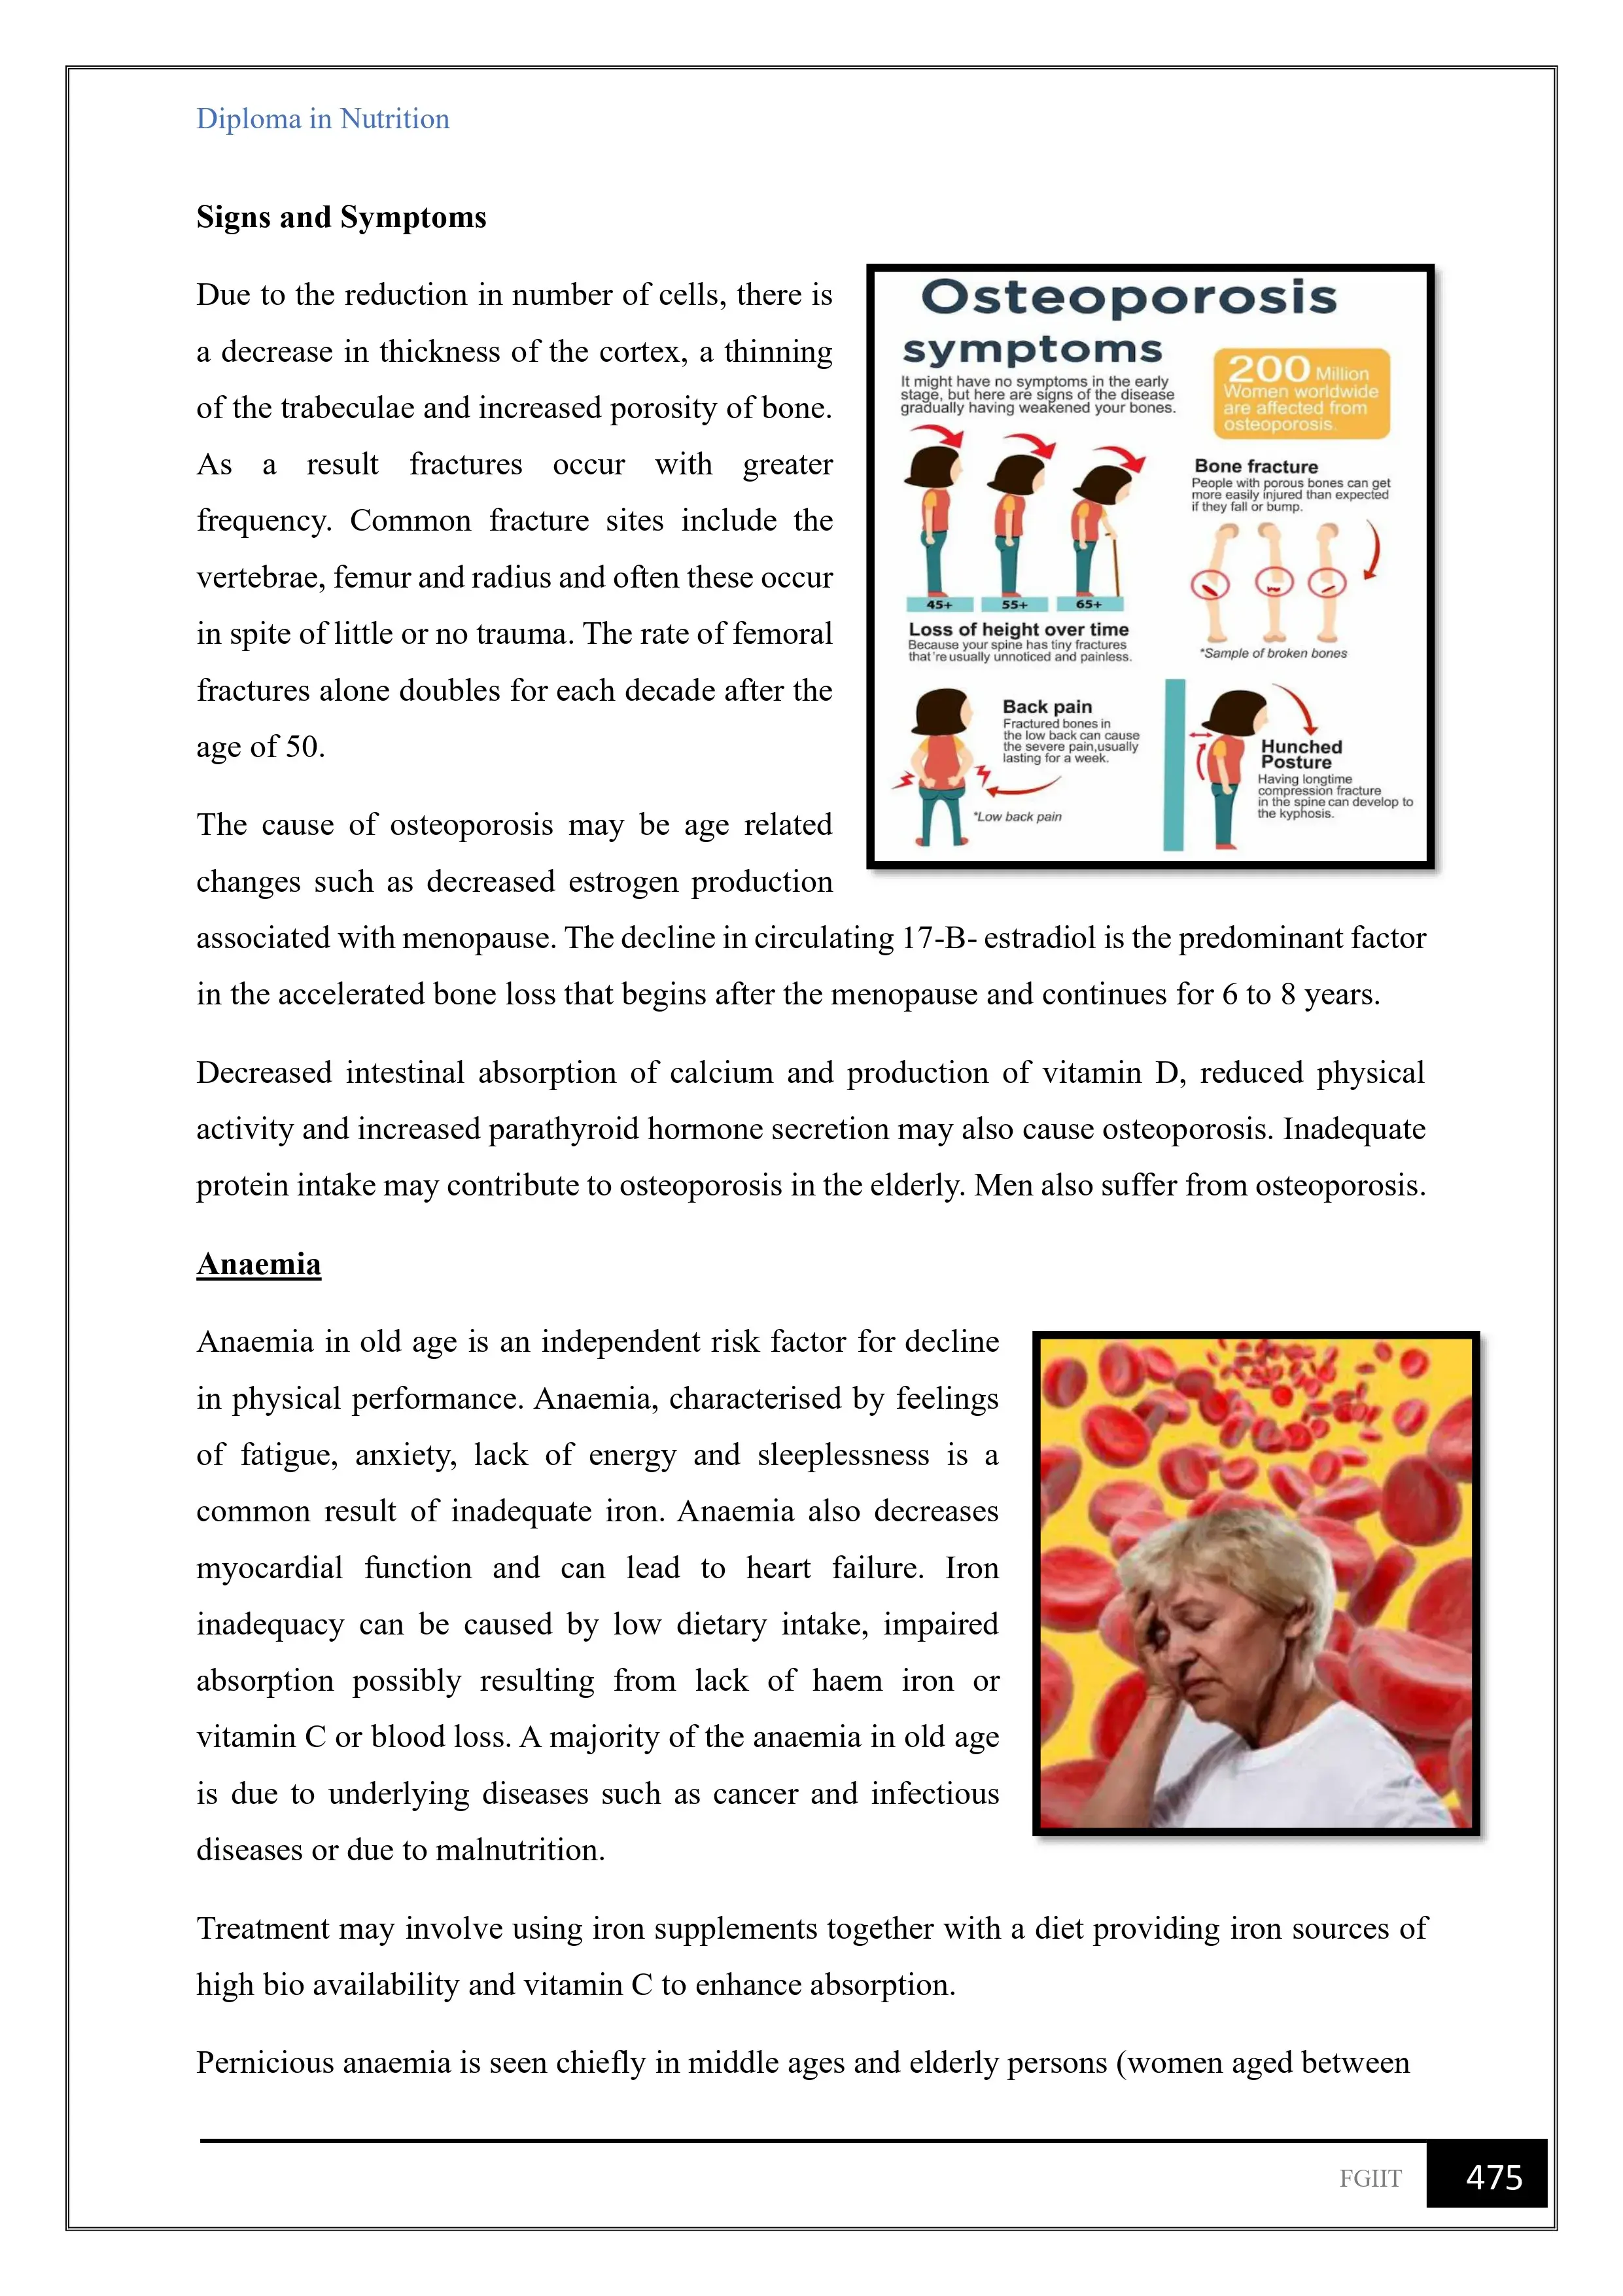 Diploma in Nutrition
Signs and Symptoms
Due to the reduction in number of cells, there is
a decrease in thickness of the cortex, a thinning
of the trabeculae and increased porosity of bone.
As a result fractures occur with greater
frequency. Common fracture sites include the
vertebrae, femur and radius and often these occur
in spite of little or no trauma. The rate of femoral
fractures alone doubles for each decade after the
age of 50.
Osteoporosis
symptoms
It might have no symptoms in the early
stage, but here are signs of the disease
gradually having weakened your bones.
200 Million
Women worldwide
are affected from
osteoporosis.
45+ 55+ 65+
Loss of height over time
Because your spine has tiny fractures
that're usually unnoticed and painless.
Bone fracture
People with porous bones can get
more easily injured than expected
if they fall or bump.
*Sample of broken bones
Back pain
Fractured bones in
the low back can cause
the severe pain,usually
lasting for a week.
*Low back pain
Hunched
Posture
Having longtime
compression fracture
in the spine can develop to
the kyphosis.
The cause of osteoporosis may be age related
changes such as decreased estrogen production
associated with menopause. The decline in circulating 17-B- estradiol is the predominant factor
in the accelerated bone loss that begins after the menopause and continues for 6 to 8 years.
Decreased intestinal absorption of calcium and production of vitamin D, reduced physical
activity and increased parathyroid hormone secretion may also cause osteoporosis. Inadequate
protein intake may contribute to osteoporosis in the elderly. Men also suffer from osteoporosis.
Anaemia
Anaemia in old age is an independent risk factor for decline
in physical performance. Anaemia, characterised by feelings
of fatigue, anxiety, lack of energy and sleeplessness is a
common result of inadequate iron. Anaemia also decreases
myocardial function and can lead to heart failure. Iron
inadequacy can be caused by low dietary intake, impaired
absorption possibly resulting from lack of haem iron or
vitamin C or blood loss. A majority of the anaemia in old age
is due to underlying diseases such as cancer and infectious
diseases or due to malnutrition.
Treatment may involve using iron supplements together with a diet providing iron sources of
high bio availability and vitamin C to enhance absorption.
Pernicious anaemia is seen chiefly in middle ages and elderly persons (women aged between
FGIIT 475